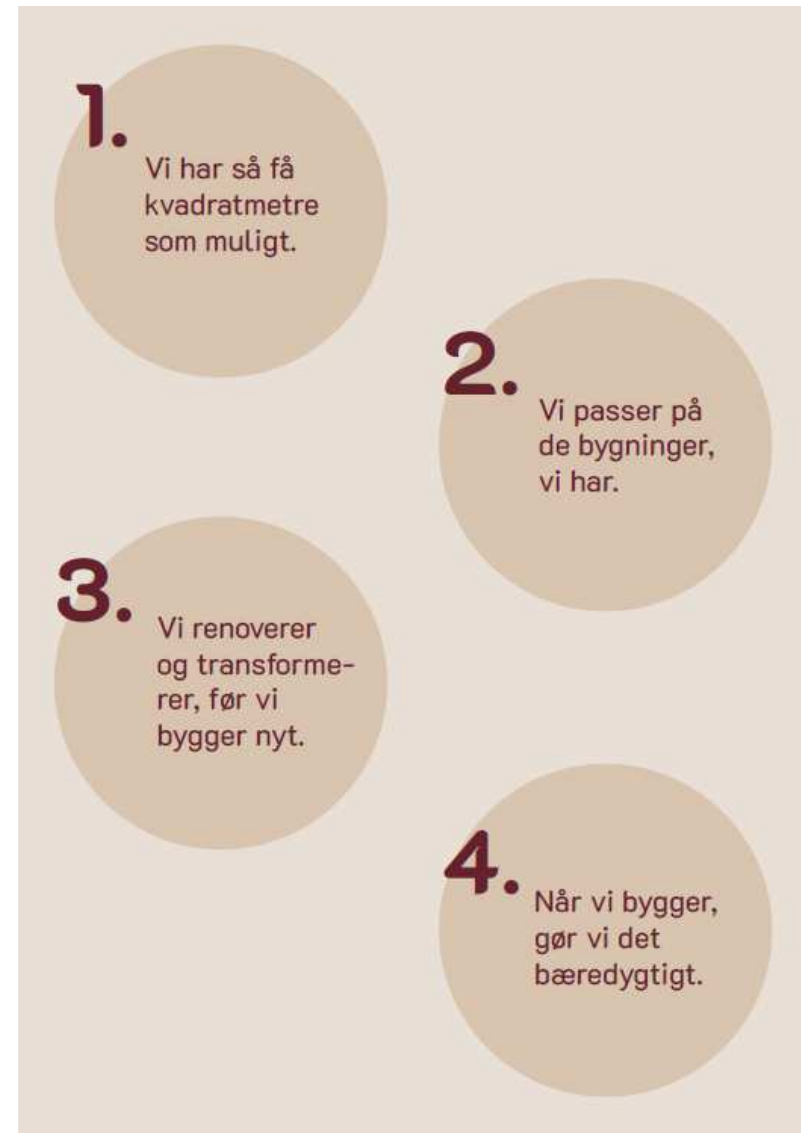 1.
Vi har så få
kvadratmetre
som muligt.
2.
Vi passer på
de bygninger,
vi har.
3.
Vi renoverer
og transforme-
rer, før vi
bygger nyt.
4.
Når vi bygger,
gør vi det
bæredygtigt.